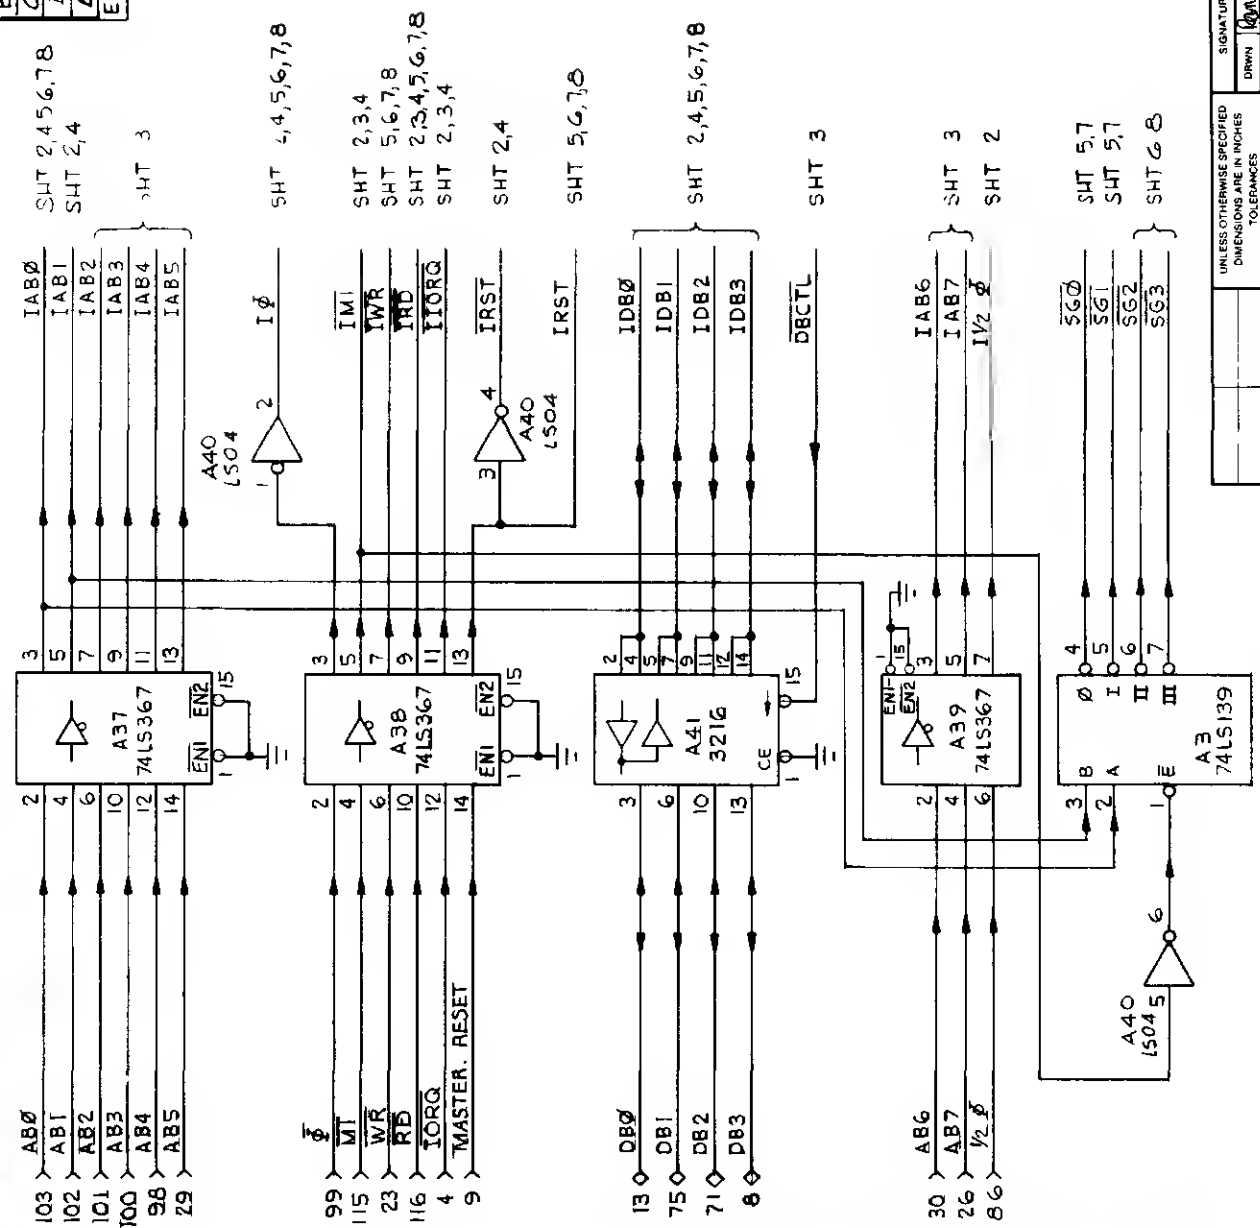 SHT 2,4 5 6,7 8
SHT 2,4
SHT 3
103 AB0 2 3 IAB0
102 AB1 4 5 IAB1
101 AB2 6 7 IAB2
100 AB3 10 9 IAB3
98 AB4 12 11 IAB4
29 AB5 14 13 IAB5
A37
74LS367
EN1 EN2
1 15
A40
LS04
1 2
IΦ SHT 2,4,5,6,7,8
99 Φ 2 3
115 M1 4 5 IM1 SHT 2,3,4
23 WR 6 7 IWR SHT 5,6,7,8
116 RD 10 9 IRD SHT 2,3,4,5,6,7,8
4 IORQ 12 11 IIORQ SHT 2,3,4
9 MASTER. RESET 14 13
A38
74LS367
EN1 EN2
1 15
3 4
A40
LS04
IRST SHT 2,4
IRST SHT 5,6,7,8
13 DB0 3 2 4 IDB0
75 DB1 6 5 7 IDB1
71 DB2 10 9 11 IDB2
8 DB3 13 12 14 IDB3
SHT 2,4,5,6,7,8
A41
3216
CE
1 15
DBCTL SHT 3
1 15
EN1
EN2
30 AB6 2 3 IAB6
26 AB7 4 5 IAB7
86 1/2 Φ 6 7 I1/2 Φ
SHT 3
SHT 2
A39
74LS367
3 B Ø 4 SG0 SHT 5,7
2 A I 5 SG1 SHT 5,7
II 6 SG2
1 E III 7 SG3
SHT 6 8
A3
74LS139
A40
LS04 5 6
UNLESS OTHERWISE SPECIFIED
DIMENSIONS ARE IN INCHES
TOLERANCES
DRWN